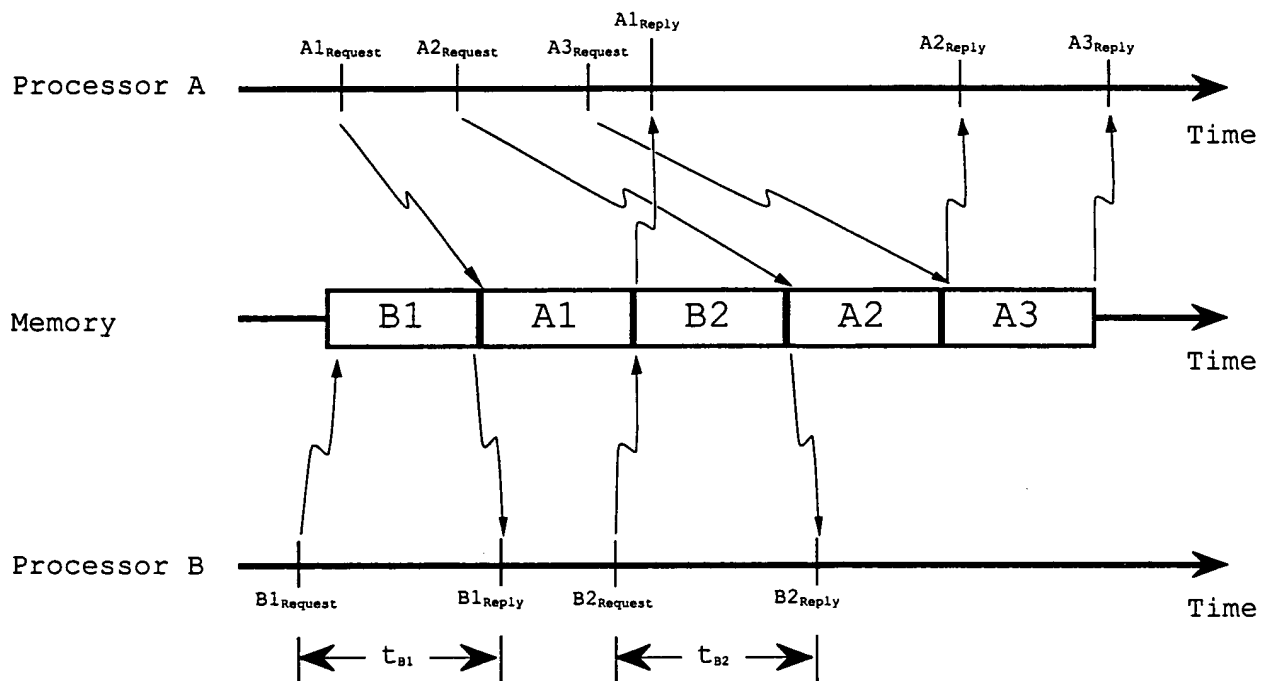 A1Reply
A1Request A2Request A3Request A2Reply A3Reply
Processor A
Time
B1 A1 B2 A2 A3
Memory
Time
Processor B
B1Request B1Reply B2Request B2Reply
Time
tB1 tB2